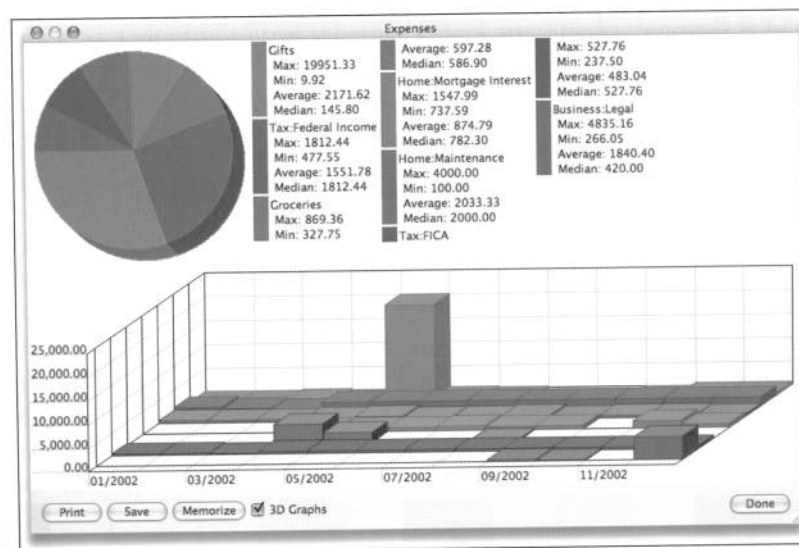 Expenses
Gifts
Max: 19951.33
Min: 9.92
Average: 2171.62
Median: 145.80
Tax:Federal Income
Max: 1812.44
Min: 477.55
Average: 1551.78
Median: 1812.44
Groceries
Max: 869.36
Min: 327.75
Average: 597.28
Median: 586.90
Home:Mortgage Interest
Max: 1547.99
Min: 737.59
Average: 874.79
Median: 782.30
Home:Maintenance
Max: 4000.00
Min: 100.00
Average: 2033.33
Median: 2000.00
Tax:FICA
Max: 527.76
Min: 237.50
Average: 483.04
Median: 527.76
Business:Legal
Max: 4835.16
Min: 266.05
Average: 1840.40
Median: 420.00
25,000.00
20,000.00
15,000.00
10,000.00
5,000.00
0.00
01/2002 03/2002 05/2002 07/2002 09/2002 11/2002
Print Save Memorize 3D Graphs Done